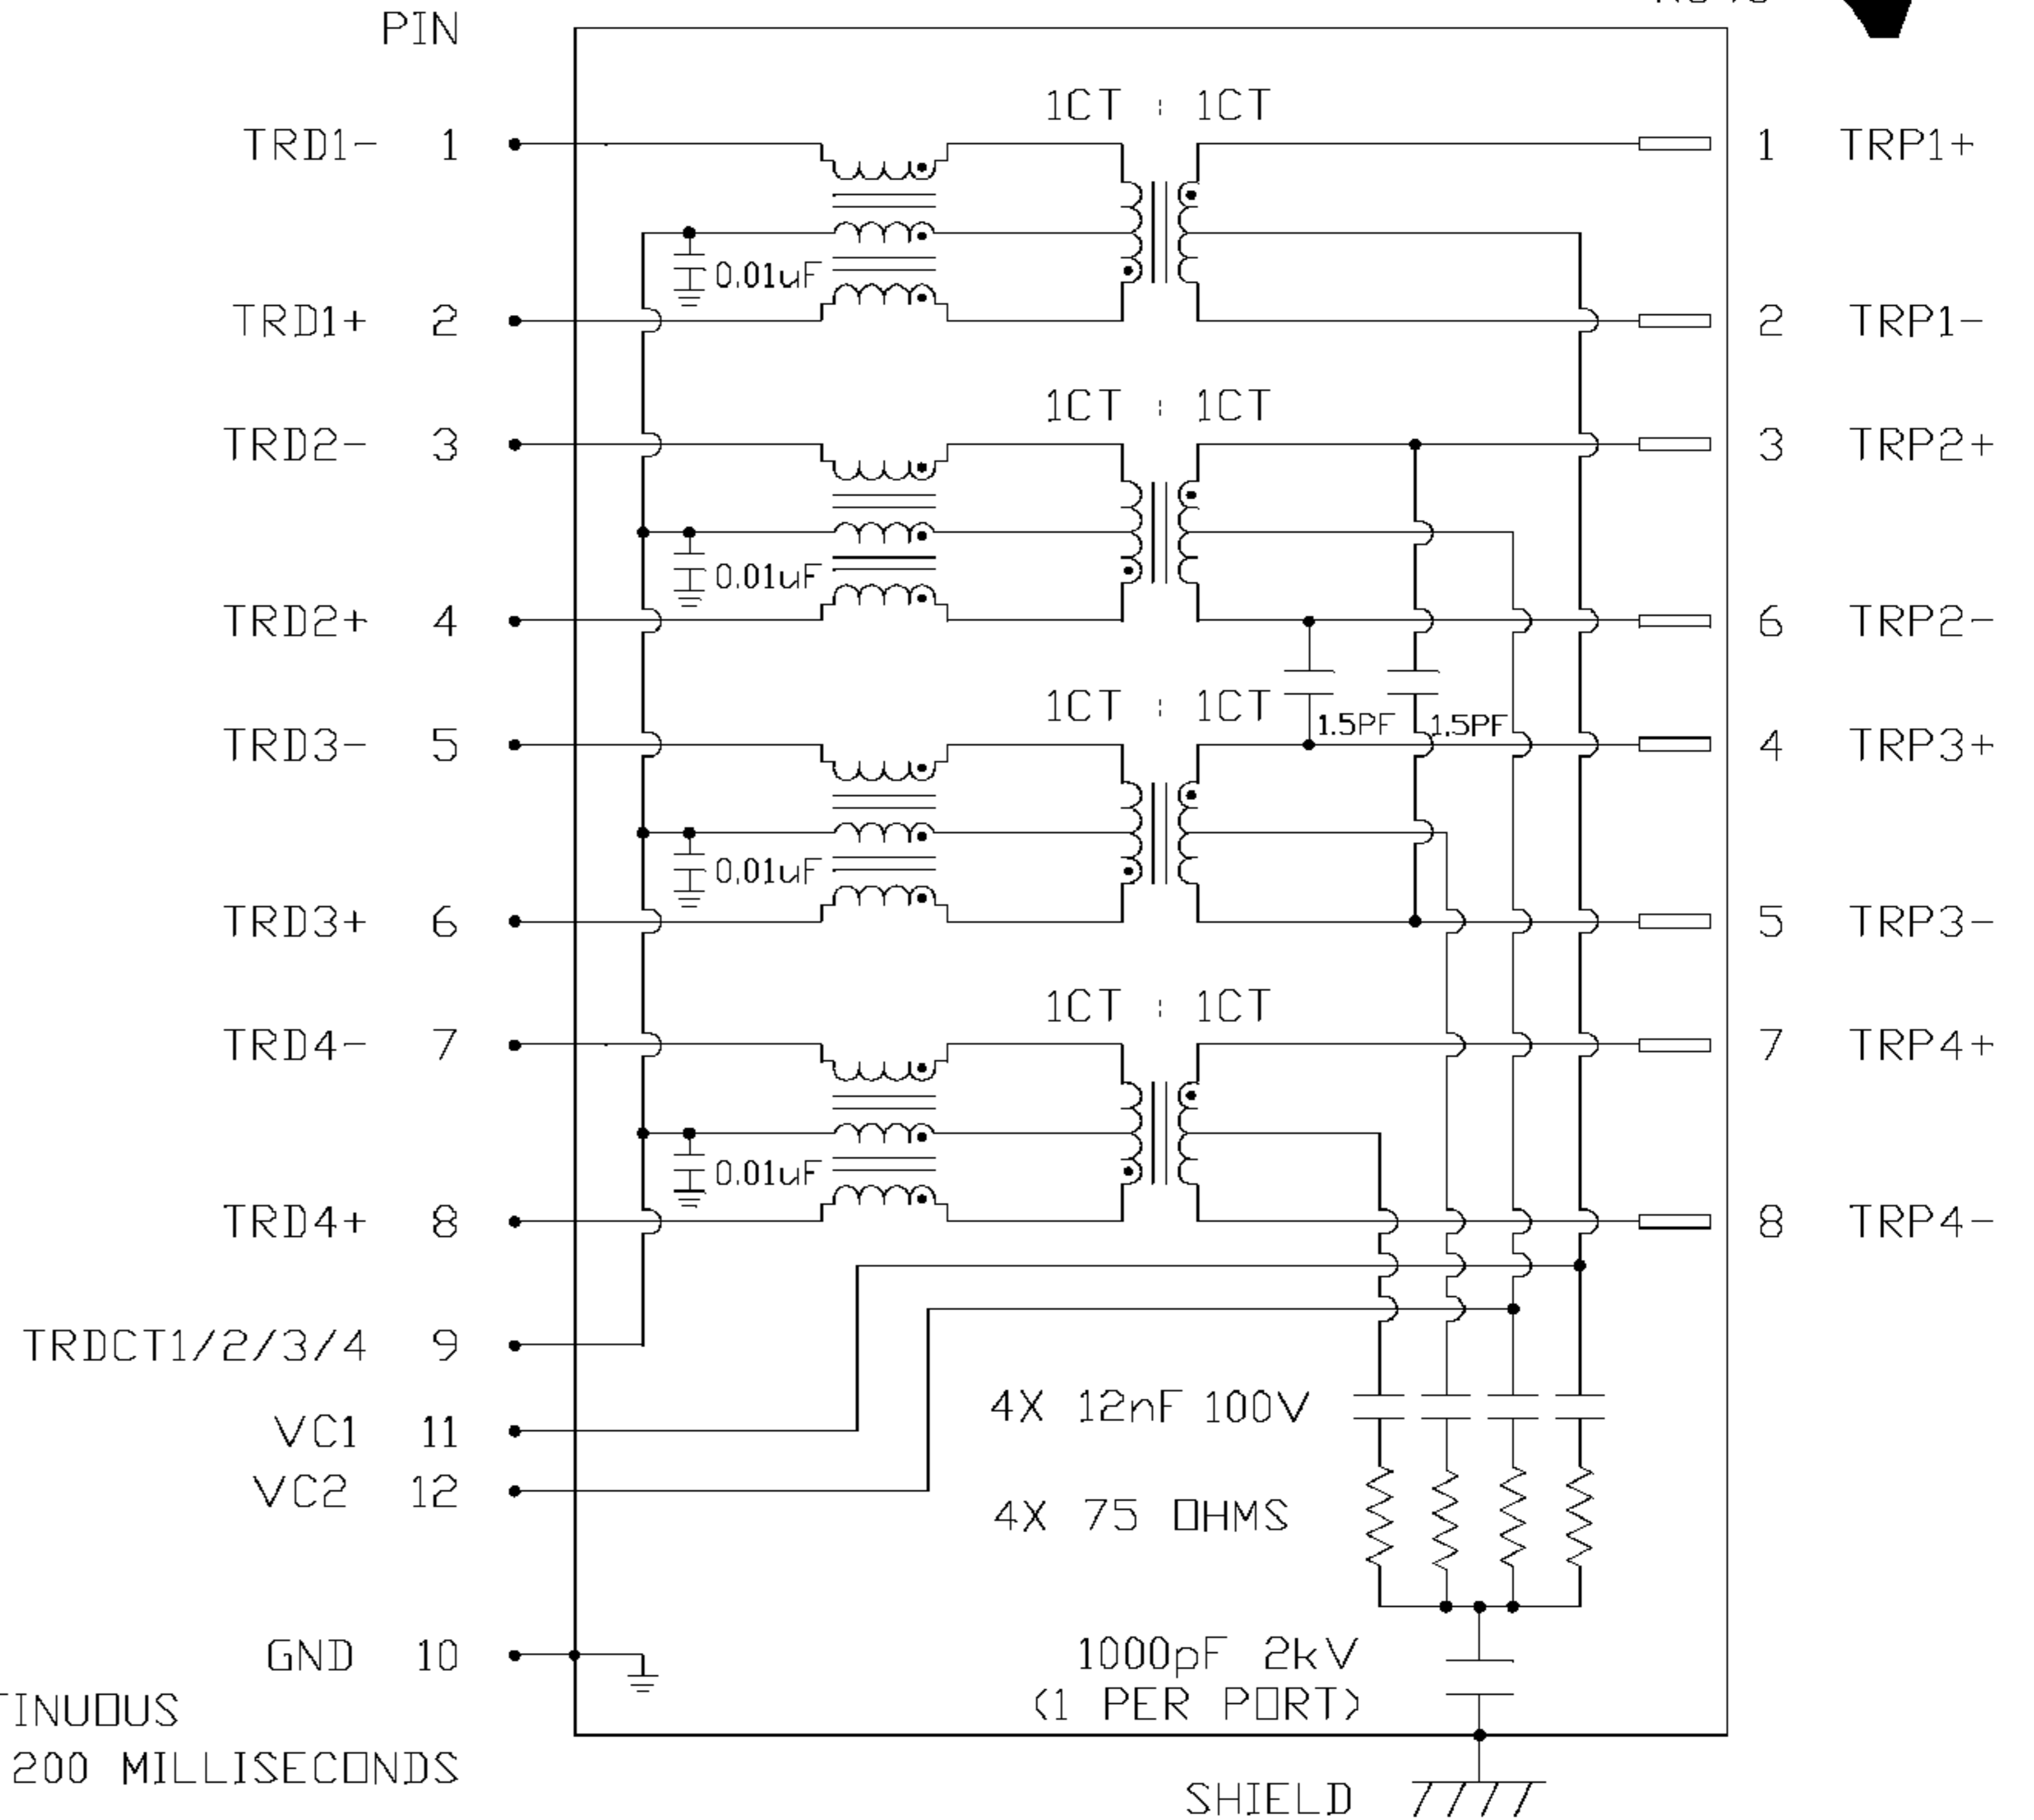 PIN
1CT : 1CT
TRD1- 1
1 TRP1+
0.01uF
TRD1+ 2
2 TRP1-
1CT : 1CT
TRD2- 3
3 TRP2+
0.01uF
TRD2+ 4
6 TRP2-
1CT : 1CT
1.5PF 1.5PF
TRD3- 5
4 TRP3+
0.01uF
TRD3+ 6
5 TRP3-
1CT : 1CT
TRD4- 7
7 TRP4+
0.01uF
TRD4+ 8
8 TRP4-
TRDCT1/2/3/4 9
4X 12nF 100V
VC1 11
VC2 12
4X 75 OHMS
GND 10
1000pF 2kV
(1 PER PORT)
TINUOUS
200 MILLISECONDS
SHIELD